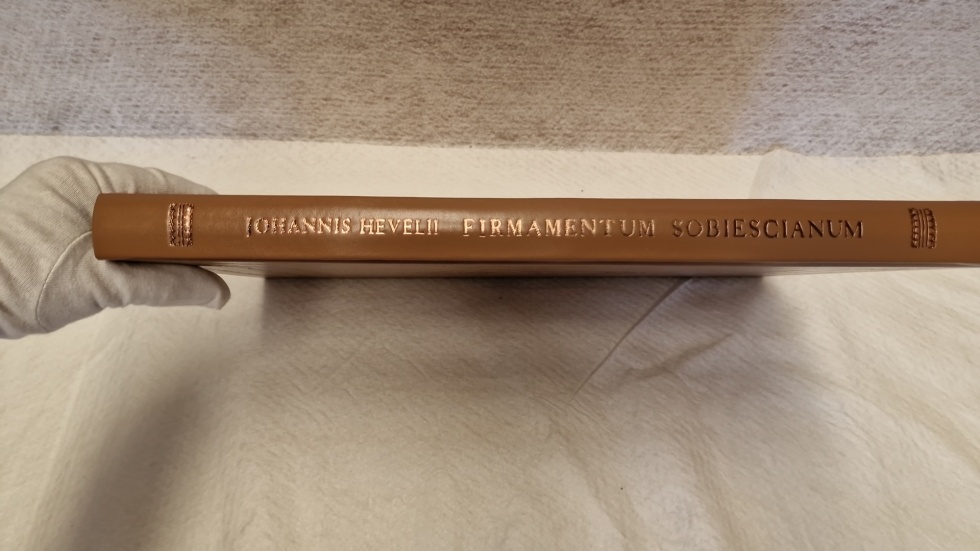 JOHANNIS HEVELII FIRMAMENTUM SOBIESCIANUM